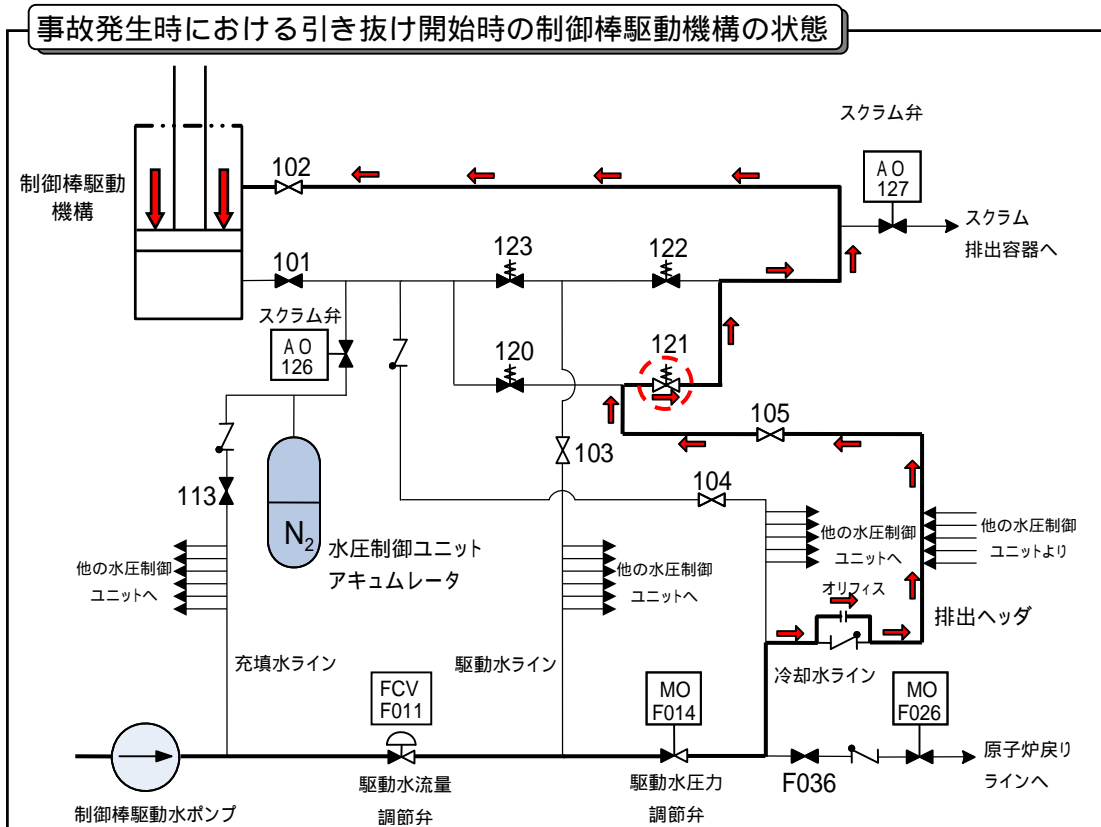 事故発生時における引き抜け開始時の制御棒駆動機構の状態
スクラム弁
AO
127
102
制御棒駆動
機構
スクラム
排出容器へ
101
123
122
スクラム弁
AO
126
120
121
105
103
104
113
N2
水圧制御ユニット
アキュムレータ
他の水圧制御
ユニットへ
他の水圧制御
ユニットへ
他の水圧制御
ユニットへ
他の水圧制御
ユニットより
オリフィス
排出ヘッダ
充填水ライン
駆動水ライン
冷却水ライン
FCV
F011
MO
F014
MO
F026
制御棒駆動水ポンプ
駆動水流量
調節弁
駆動水圧力
調節弁
F036
原子炉戻り
ラインへ